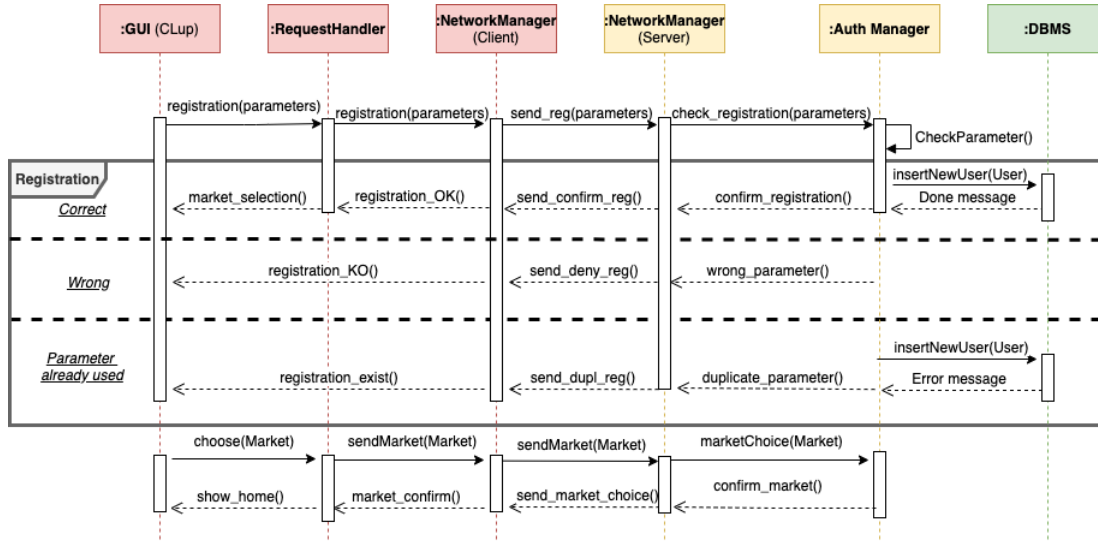 :GUI (CLup)
:RequestHandler
:NetworkManager
(Client)
:NetworkManager
(Server)
:Auth Manager
:DBMS
registration(parameters)
registration(parameters)
send_reg(parameters)
check_registration(parameters)
CheckParameter()
Registration
insertNewUser(User)
Correct
market_selection()
registration_OK()
send_confirm_reg()
confirm_registration()
Done message
Wrong
registration_KO()
send_deny_reg()
wrong_parameter()
insertNewUser(User)
Parameter
already used
registration_exist()
send_dupl_reg()
duplicate_parameter()
Error message
choose(Market)
sendMarket(Market)
sendMarket(Market)
marketChoice(Market)
show_home()
market_confirm()
send_market_choice()
confirm_market()